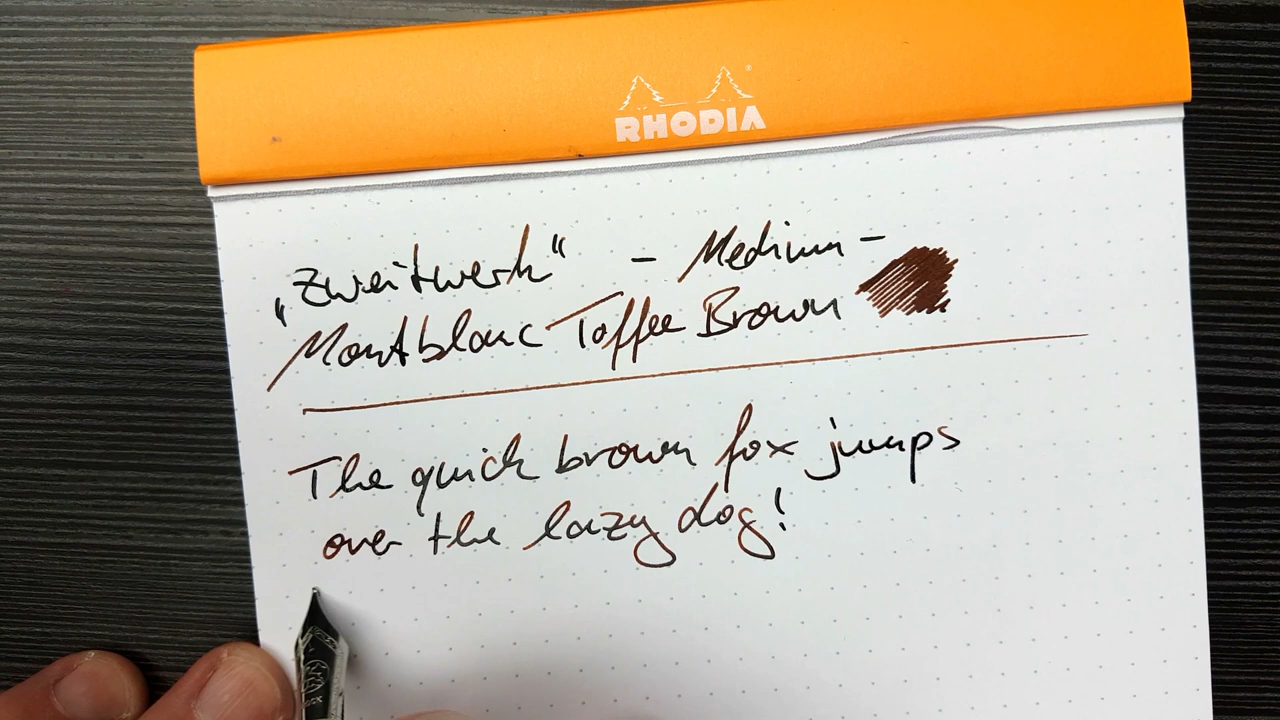 RHODIA
„Zweitwerk“ - Medium -
Montblanc Toffee Brown
The quick brown fox jumps
over the lazy dog!